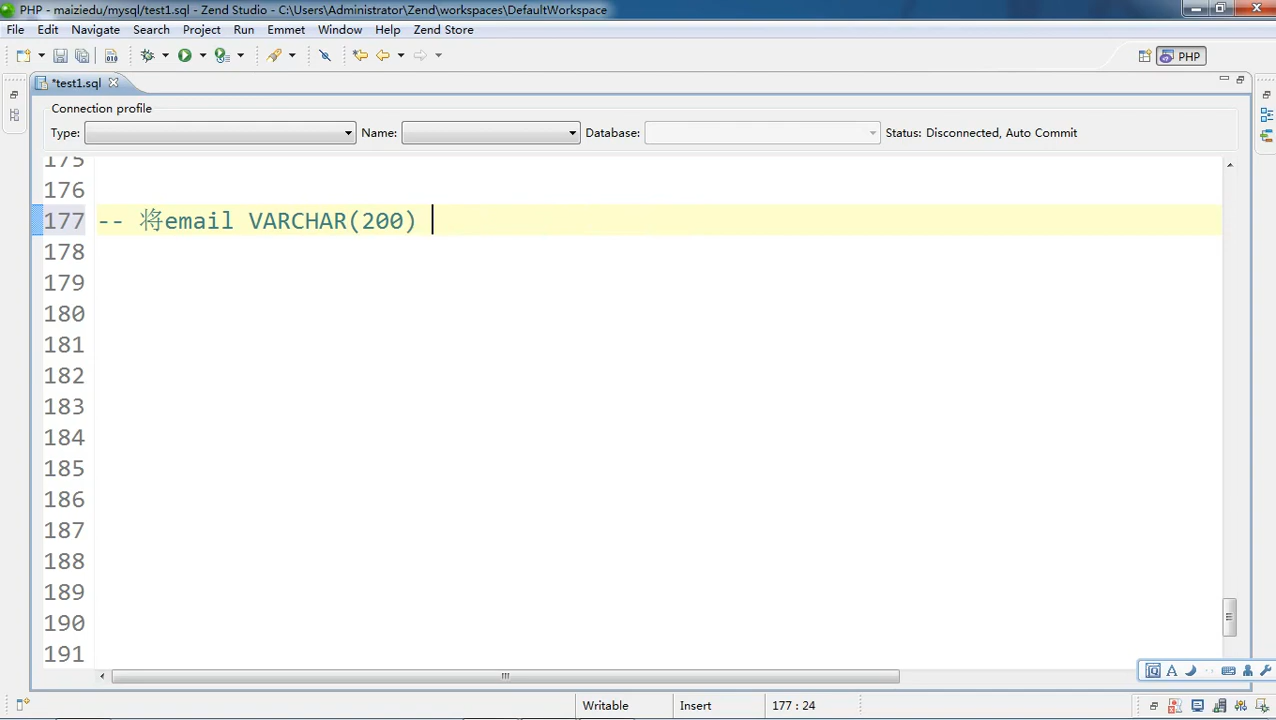 PHP - maiziedu/mysql/test1.sql - Zend Studio - C:\Users\Administrator\Zend\workspaces\DefaultWorkspace
File Edit Navigate Search Project Run Emmet Window Help Zend Store
PHP
*test1.sql
Connection profile
Type: Name: Database: Status: Disconnected, Auto Commit
175
176
177 -- 将email VARCHAR(200)
178
179
180
181
182
183
184
185
186
187
188
189
190
191
Writable Insert 177 : 24